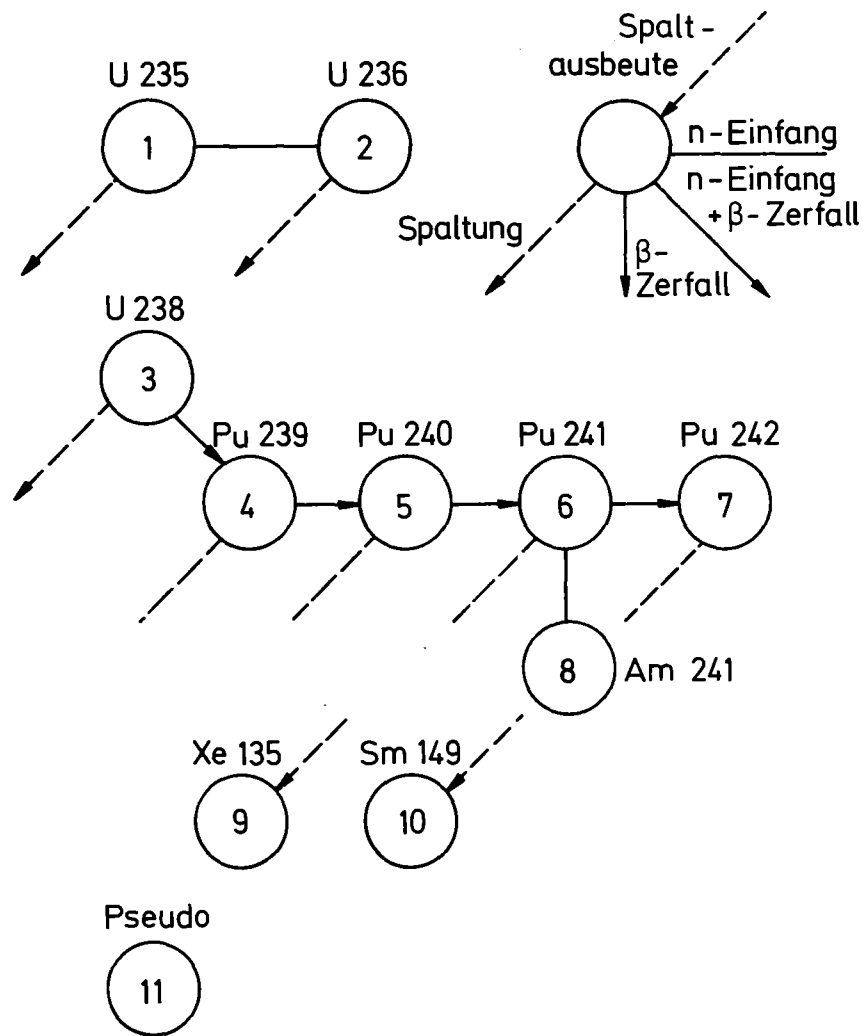 U 235
U 236
1
2
Spalt-
ausbeute
n-Einfang
n-Einfang
+ β-Zerfall
Spaltung
β-
Zerfall
U 238
3
Pu 239
Pu 240
Pu 241
Pu 242
4
5
6
7
8
Am 241
Xe 135
Sm 149
9
10
Pseudo
11